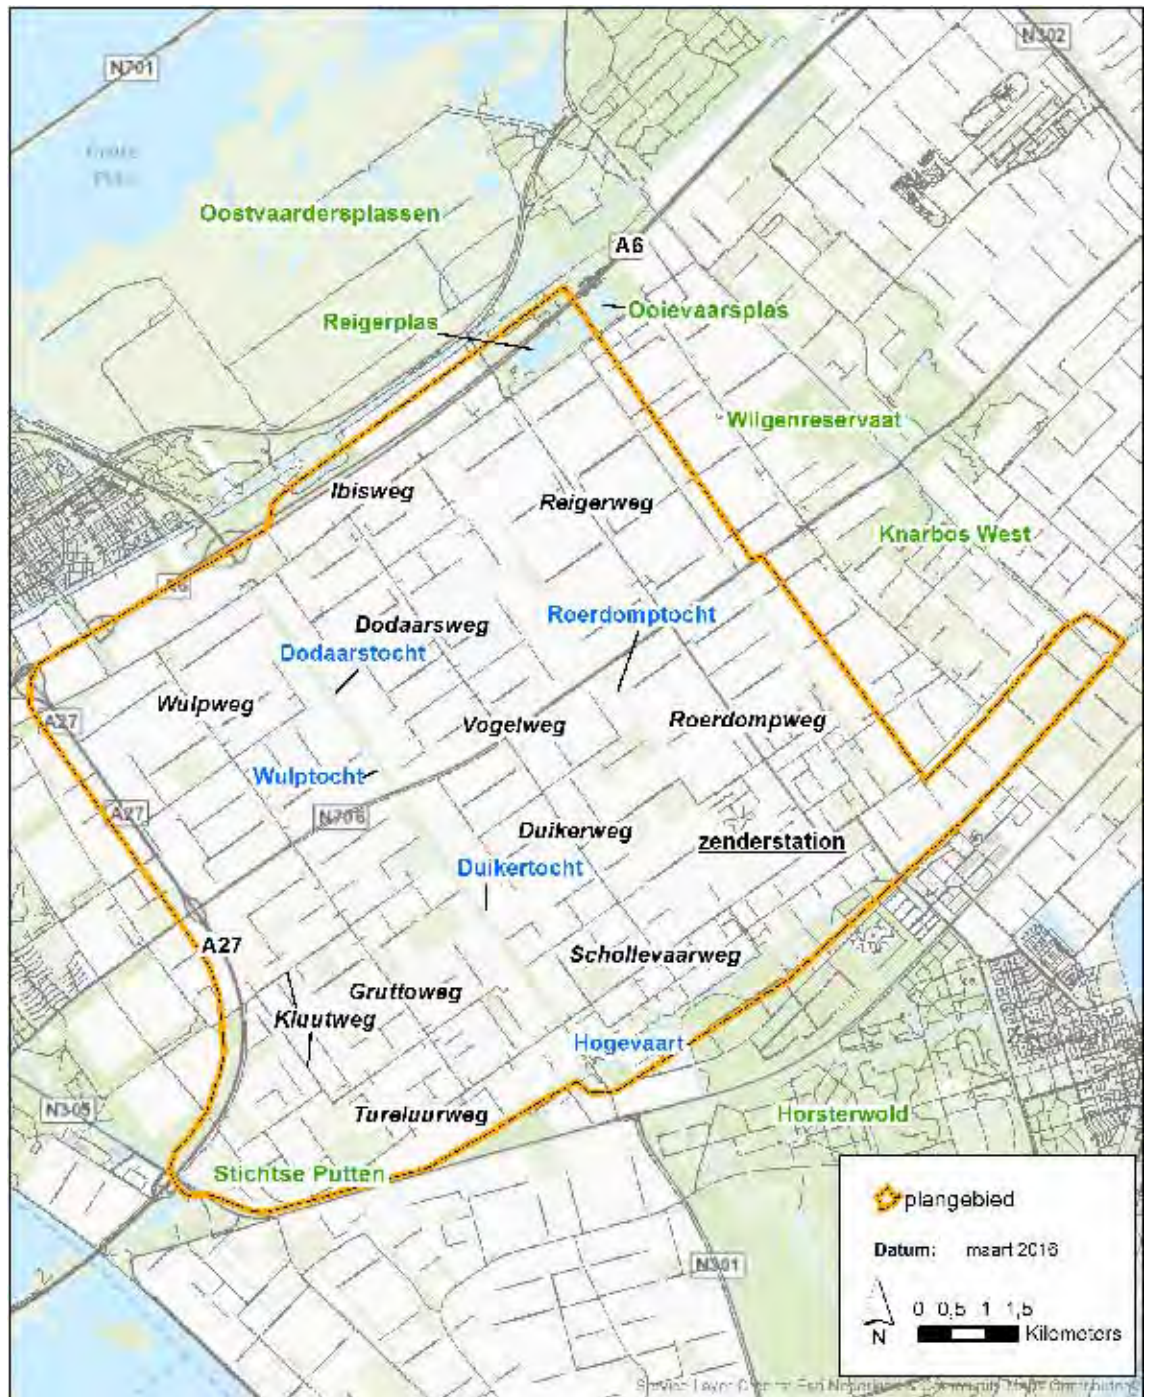 N302
N701
Grote
Oostvaardersplassen
A6
Reigerplas
Ooievaarsplas
Wilgenreservaat
Ibisweg
Reigerweg
Knarbos West
A6
Roerdomptocht
Dodaarsweg
Dodaarstocht
Wulpweg
A27
Vogelweg
Roerdompweg
Wulptocht
A27
N706
Duikerweg
zenderstation
Duikertocht
A27
Schollevaarweg
Gruttoweg
Kluutweg
Hogevaart
N305
Tureluurweg
Horsterwold
Stichtse Putten
plangebied
Datum: maart 2016
N301
0 0,5 1 1,5
Kilometers
N